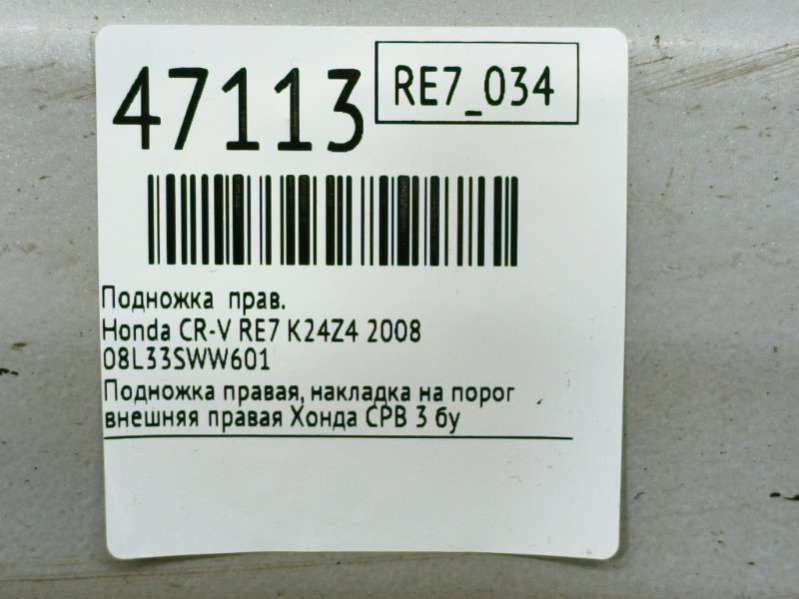 47113
RE7_034
Подножка прав.
Honda CR-V RE7 K24Z4 2008
08L33SWW601
Подножка правая, накладка на порог
внешняя правая Хонда СРВ 3 бу